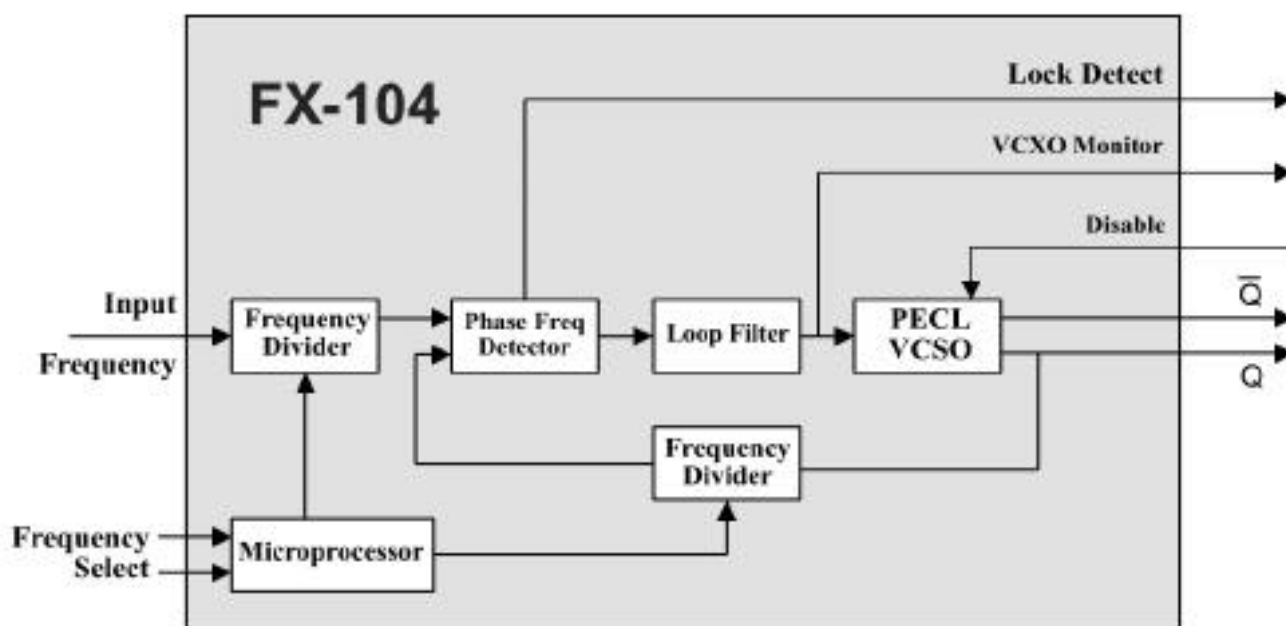 FX-104
Lock Detect
VCXO Monitor
Disable
Q̅
Q
Input
Frequency
Frequency
Divider
Phase Freq
Detector
Loop Filter
PECL
VCSO
Frequency
Divider
Frequency
Select
Microprocessor